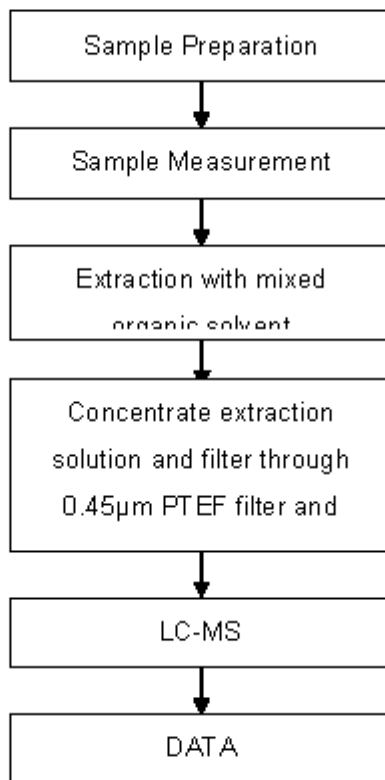 Sample Preparation
Sample Measurement
Extraction with mixed
organic solvent
Concentrate extraction
solution and filter through
0.45µm PTEF filter and
LC-MS
DATA